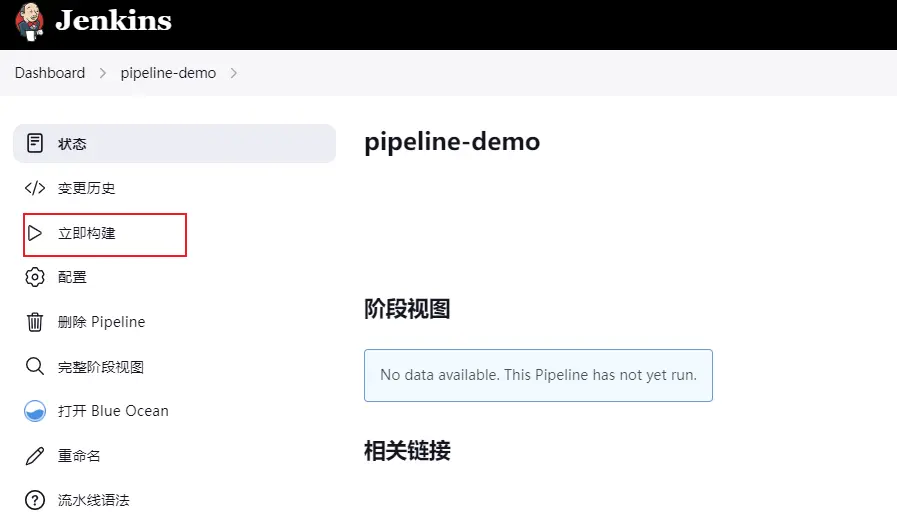 Jenkins
Dashboard
pipeline-demo
状态
变更历史
立即构建
配置
删除 Pipeline
完整阶段视图
打开 Blue Ocean
重命名
流水线语法
pipeline-demo
阶段视图
No data available. This Pipeline has not yet run.
相关链接